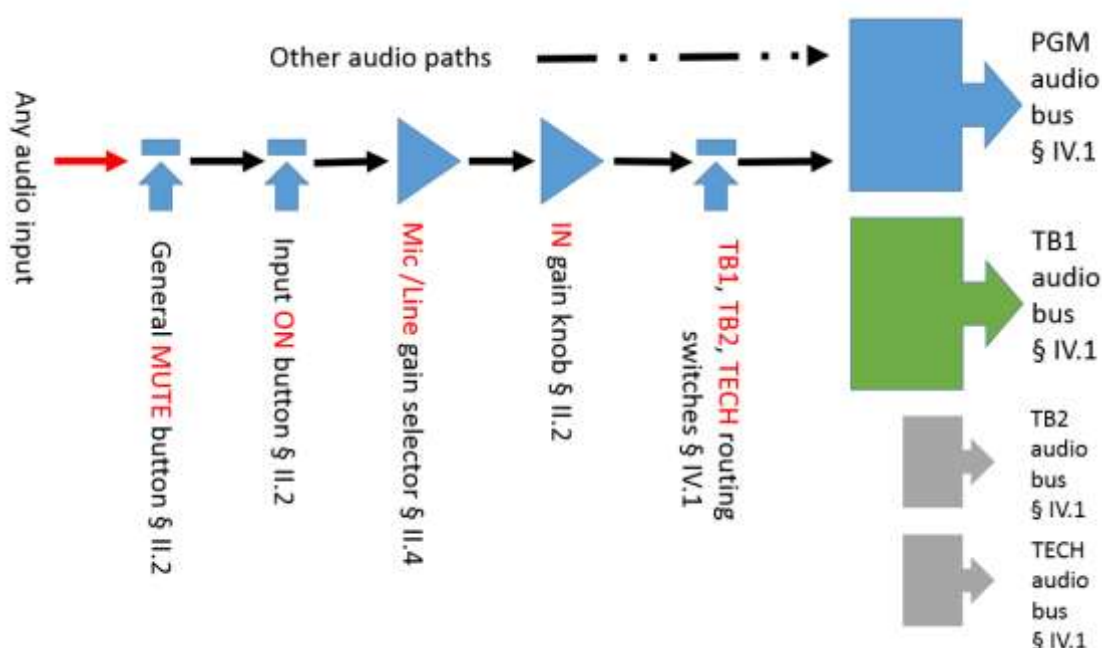 Other audio paths
Any audio input
General MUTE button § II.2
Input ON button § II.2
Mic /Line gain selector § II.4
IN gain knob § II.2
TB1, TB2, TECH routing
switches § IV.1
PGM
audio
bus
§ IV.1
TB1
audio
bus
§ IV.1
TB2
audio
bus
§ IV.1
TECH
audio
bus
§ IV.1